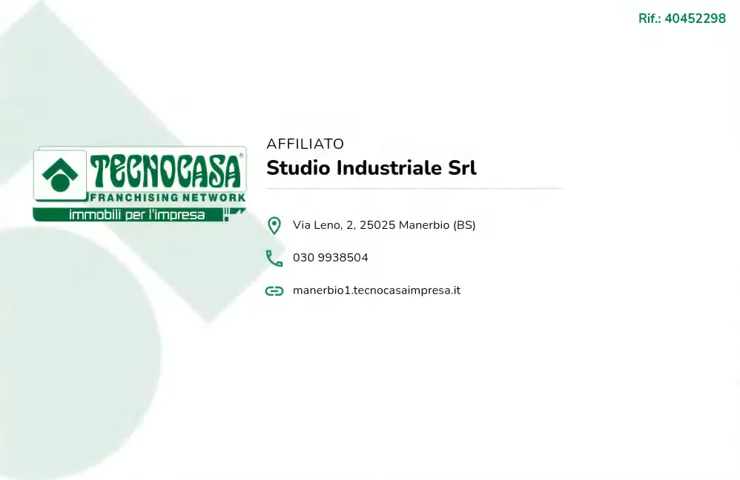 Rif.: 40452298
TECNOCASA®
FRANCHISING NETWORK
immobili per l'impresa
AFFILIATO
Studio Industriale Srl
Via Leno, 2, 25025 Manerbio (BS)
030 9938504
manerbio1.tecnocasaimpresa.it